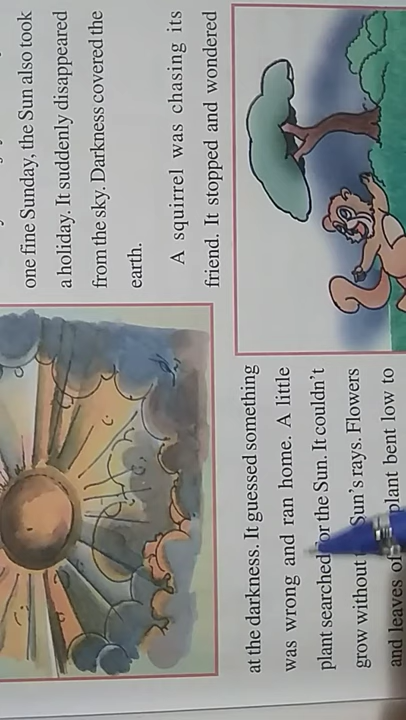 one fine Sunday, the Sun also took
a holiday. It suddenly disappeared
from the sky. Darkness covered the
earth.
A squirrel was chasing its
friend. It stopped and wondered
at the darkness. It guessed something
was wrong and ran home. A little
plant searched for the Sun. It couldn't
grow without Sun's rays. Flowers
and leaves of plant bent low to